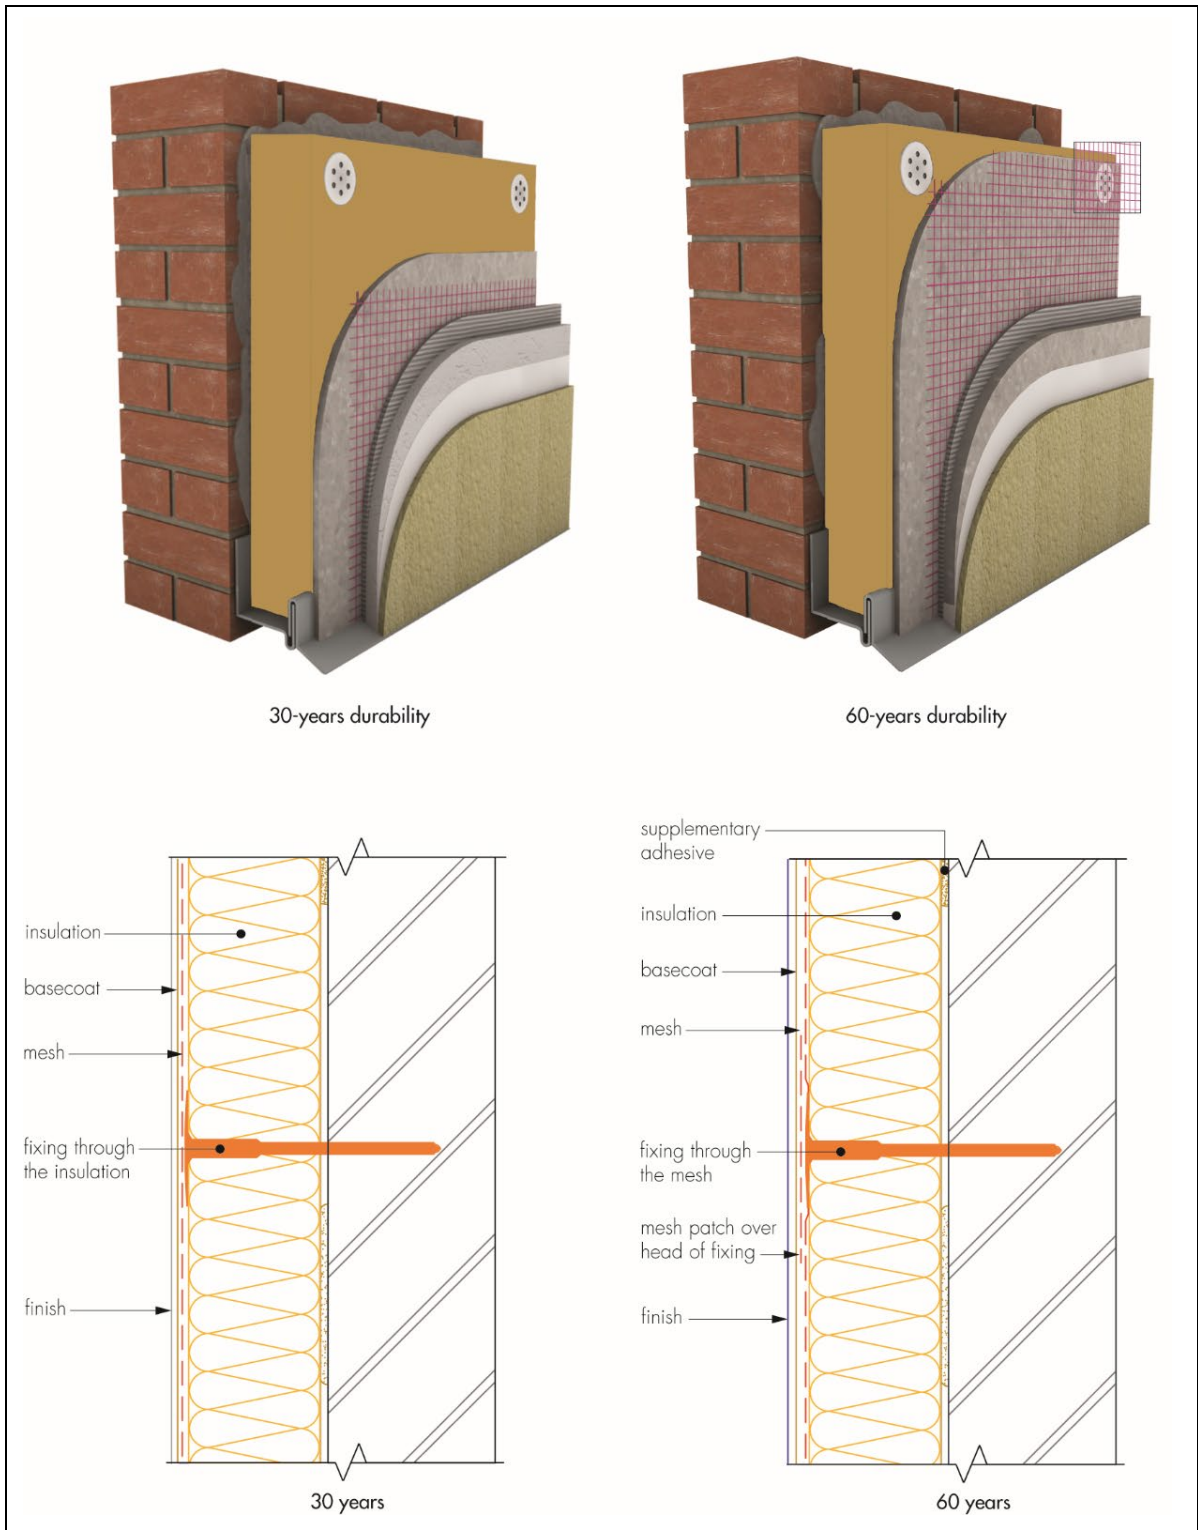 30-years durability
60-years durability
insulation
basecoat
mesh
fixing through
the insulation
finish
30 years
supplementary
adhesive
insulation
basecoat
mesh
fixing through
the mesh
mesh patch over
head of fixing
finish
60 years